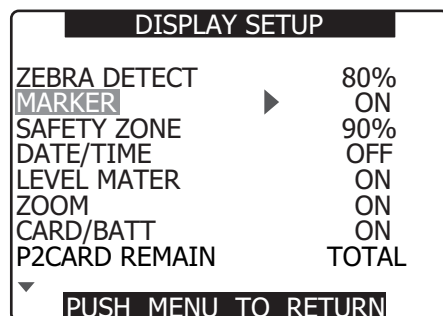 DISPLAY SETUP
ZEBRA DETECT 80%
MARKER ON
SAFETY ZONE 90%
DATE/TIME OFF
LEVEL MATER ON
ZOOM ON
CARD/BATT ON
P2CARD REMAIN TOTAL
PUSH MENU TO RETURN